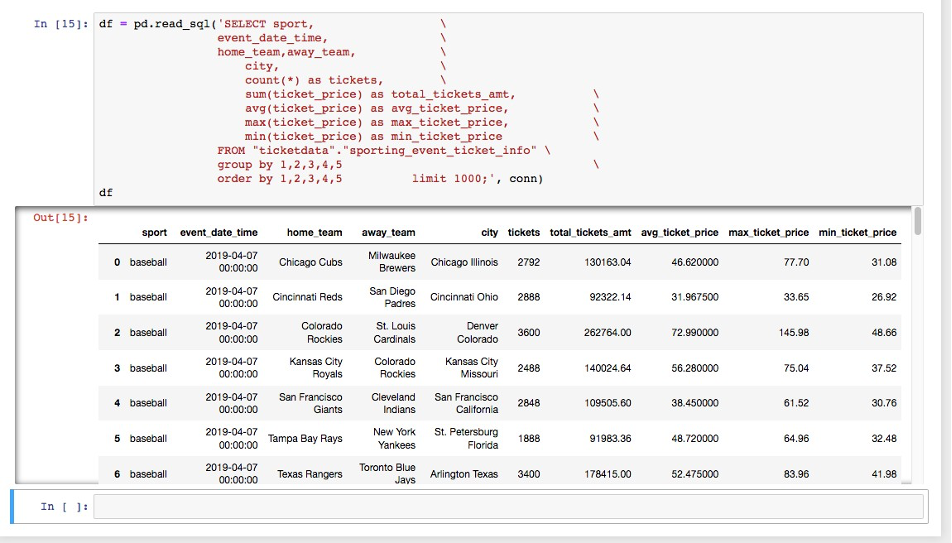 In [15]: df = pd.read_sql('SELECT sport, \
event_date_time, \
home_team,away_team, \
city, \
count(*) as tickets, \
sum(ticket_price) as total_tickets_amt, \
avg(ticket_price) as avg_ticket_price, \
max(ticket_price) as max_ticket_price, \
min(ticket_price) as min_ticket_price \
FROM "ticketdata"."sporting_event_ticket_info" \
group by 1,2,3,4,5 \
order by 1,2,3,4,5 limit 1000;', conn)
df
Out[15]:
sport event_date_time home_team away_team city tickets total_tickets_amt avg_ticket_price max_ticket_price min_ticket_price
0 baseball 2019-04-07 00:00:00 Chicago Cubs Milwaukee Brewers Chicago Illinois 2792 130163.04 46.620000 77.70 31.08
1 baseball 2019-04-07 00:00:00 Cincinnati Reds San Diego Padres Cincinnati Ohio 2888 92322.14 31.967500 33.65 26.92
2 baseball 2019-04-07 00:00:00 Colorado Rockies St. Louis Cardinals Denver Colorado 3600 262764.00 72.990000 145.98 48.66
3 baseball 2019-04-07 00:00:00 Kansas City Royals Colorado Rockies Kansas City Missouri 2488 140024.64 56.280000 75.04 37.52
4 baseball 2019-04-07 00:00:00 San Francisco Giants Cleveland Indians San Francisco California 2848 109505.60 38.450000 61.52 30.76
5 baseball 2019-04-07 00:00:00 Tampa Bay Rays New York Yankees St. Petersburg Florida 1888 91983.36 48.720000 64.96 32.48
6 baseball 2019-04-07 00:00:00 Texas Rangers Toronto Blue Jays Arlington Texas 3400 178415.00 52.475000 83.96 41.98
In [ ]: